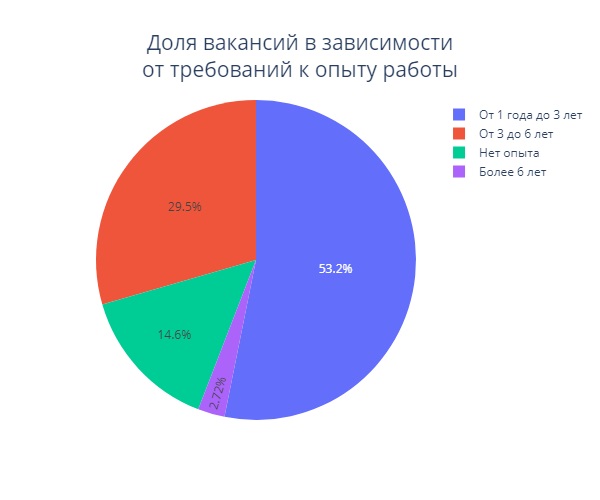 Доля вакансий в зависимости
от требований к опыту работы
От 1 года до 3 лет
От 3 до 6 лет
Нет опыта
Более 6 лет
29.5%
53.2%
14.6%
2.72%